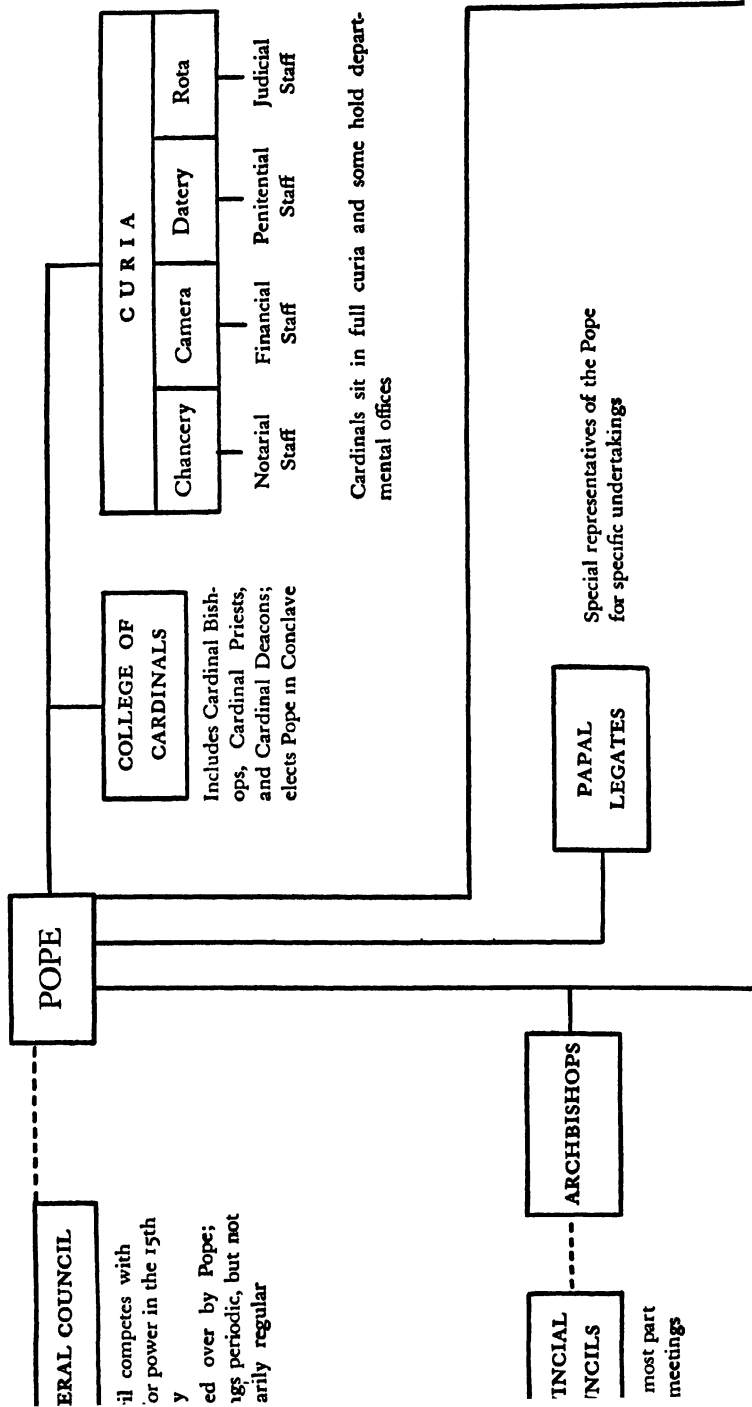 POPE
ERAL COUNCIL
il competes with
or power in the 15th
y
ed over by Pope;
ngs periodic, but not
arily regular
COLLEGE OF
CARDINALS
Includes Cardinal Bish-
ops, Cardinal Priests,
and Cardinal Deacons;
elects Pope in Conclave
CURIA
Chancery
Camera
Datery
Rota
Notarial
Staff
Financial
Staff
Penitential
Staff
Judicial
Staff
Cardinals sit in full curia and some hold depart-
mental offices
INCIAL
NCILS
most part
meetings
ARCHBISHOPS
PAPAL
LEGATES
Special representatives of the Pope
for specific undertakings